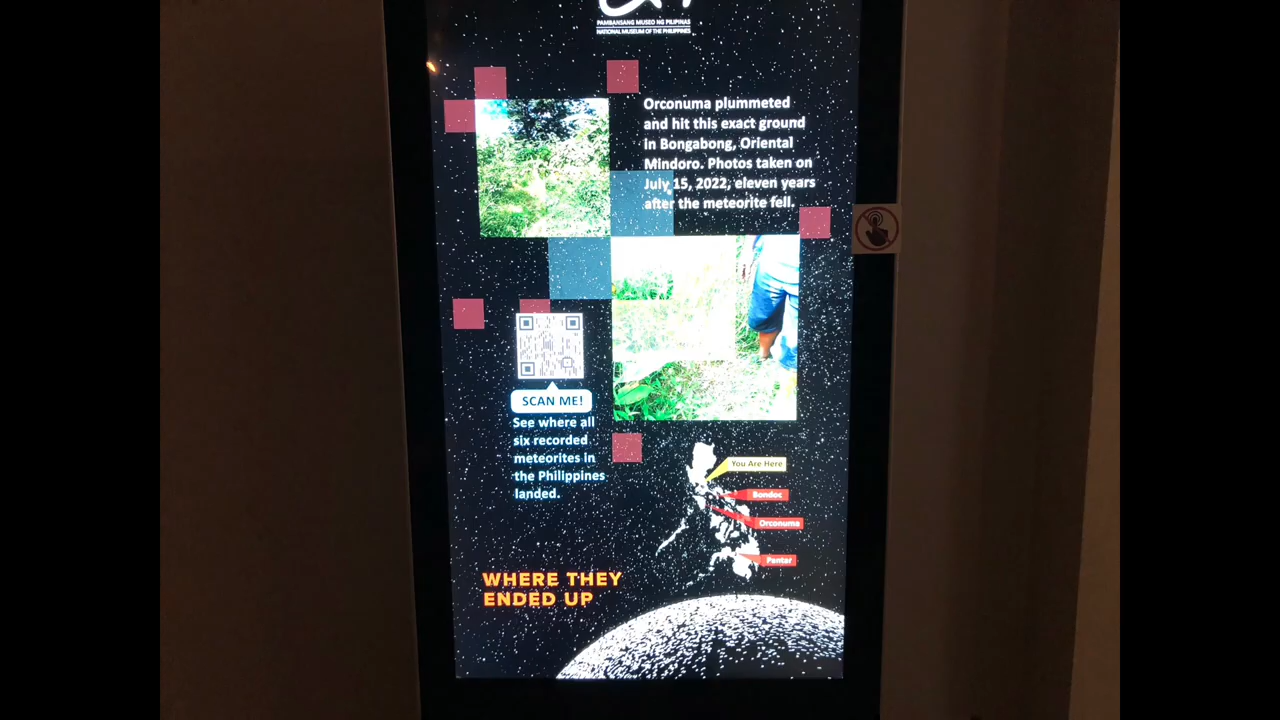 PAMBANSANG MUSEO NG PILIPINAS
NATIONAL MUSEUM OF THE PHILIPPINES
Orconuma plummeted
and hit this exact ground
in Bongabong, Oriental
Mindoro. Photos taken on
July 15, 2022, eleven years
after the meteorite fell.
SCAN ME!
See where all
six recorded
meteorites in
the Philippines
landed.
You Are Here
Bondoc
Orconuma
Pantar
WHERE THEY
ENDED UP